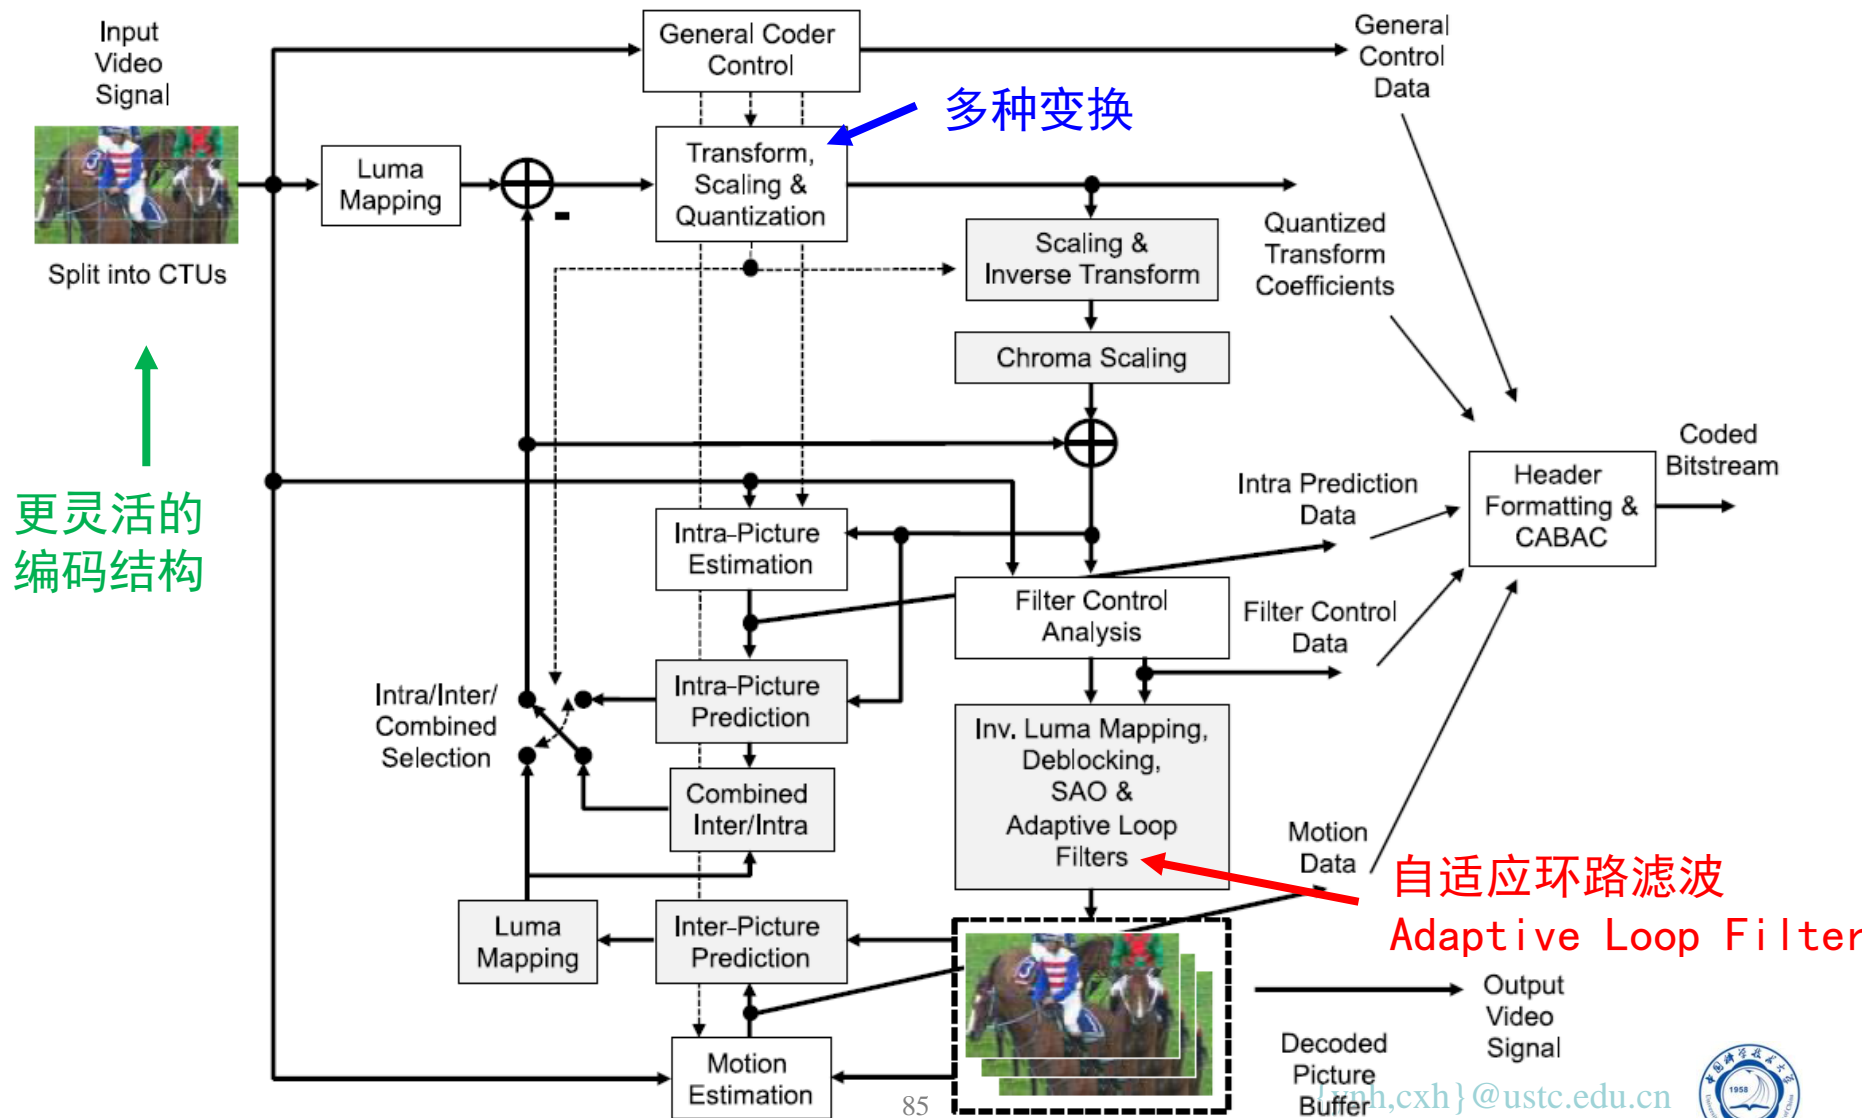 Input
Video
Signal
Split into CTUs
更灵活的
编码结构
General Coder
Control
General
Control
Data
多种变换
Luma
Mapping
-
Transform,
Scaling &
Quantization
Quantized
Transform
Coefficients
Scaling &
Inverse Transform
Chroma Scaling
Intra-Picture
Estimation
Intra Prediction
Data
Header
Formatting &
CABAC
Coded
Bitstream
Filter Control
Analysis
Filter Control
Data
Intra/Inter/
Combined
Selection
Intra-Picture
Prediction
Inv. Luma Mapping,
Deblocking,
SAO &
Adaptive Loop
Filters
Combined
Inter/Intra
Motion
Data
自适应环路滤波
Adaptive Loop Filter
Luma
Mapping
Inter-Picture
Prediction
Output
Video
Signal
Motion
Estimation
Decoded
Picture
Buffer
85
h,cxh}@ustc.edu.cn
1958